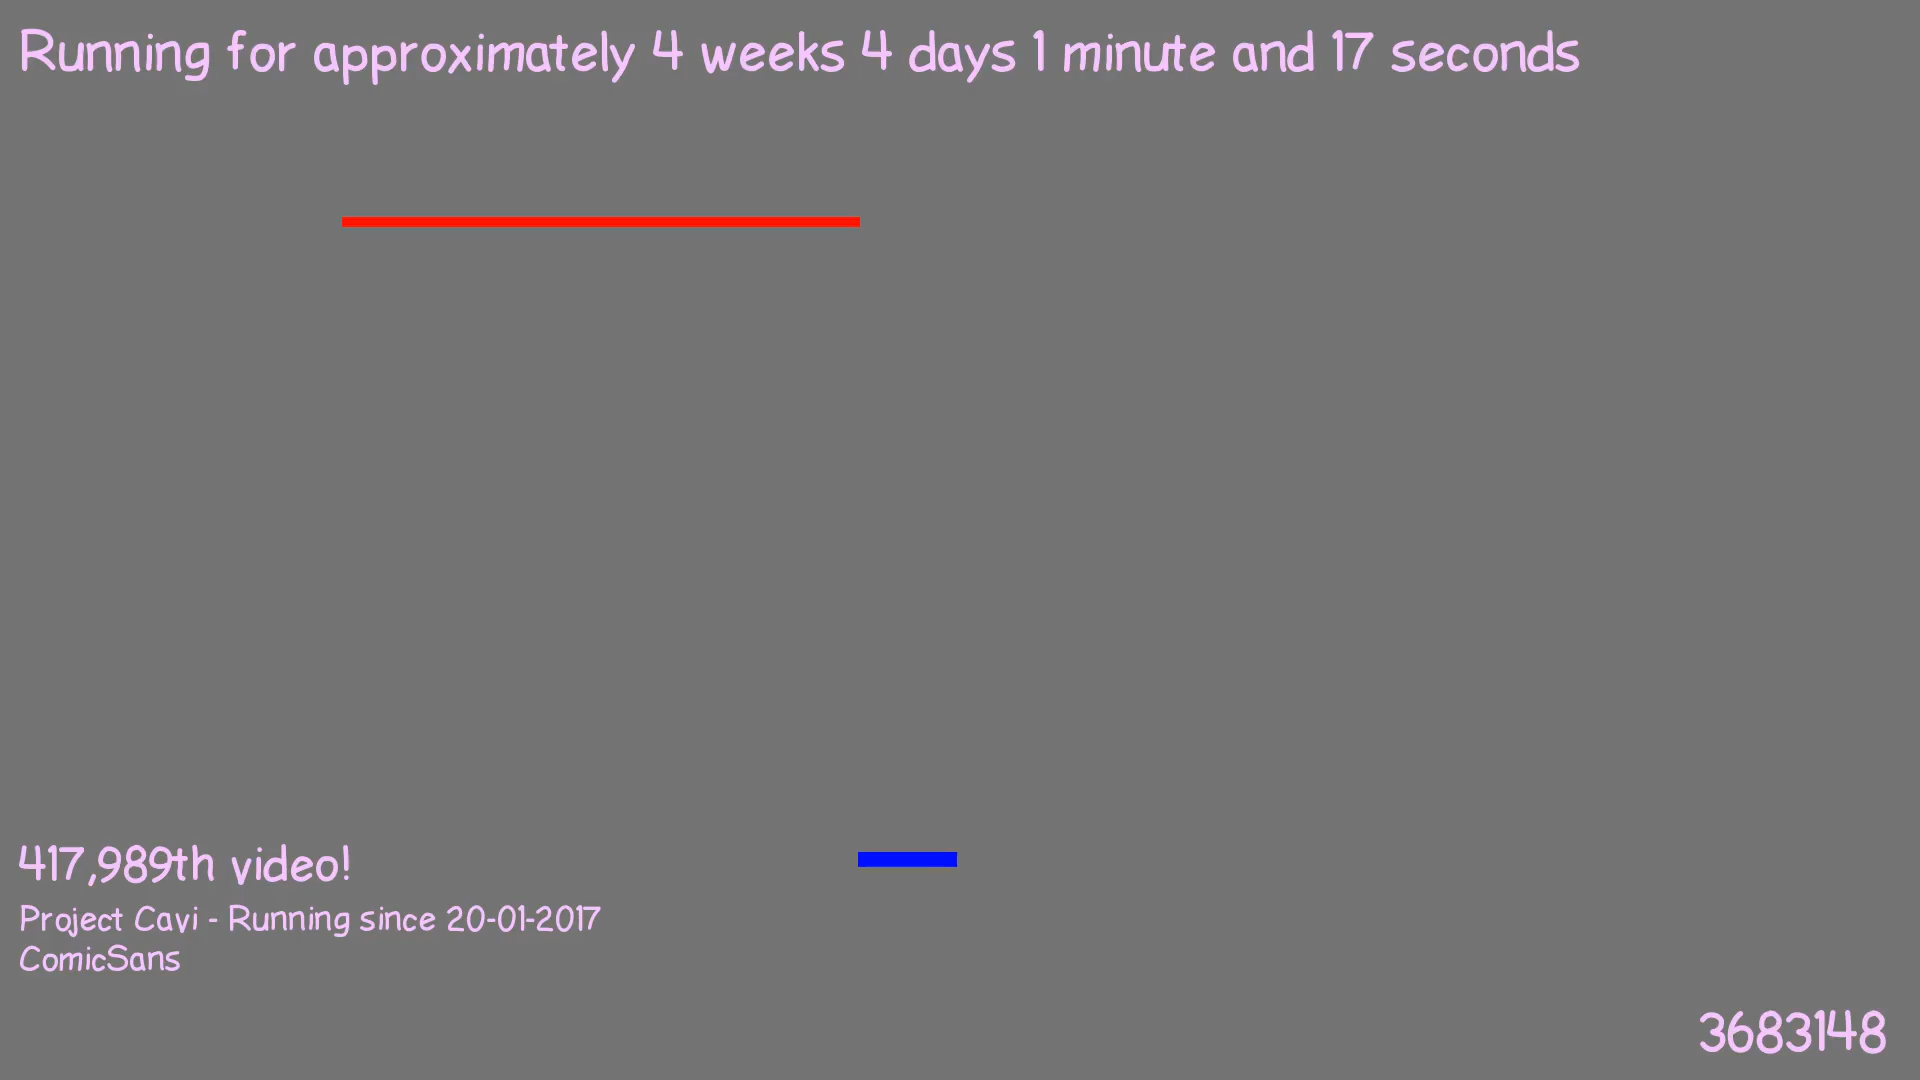 Running for approximately 4 weeks 4 days 1 minute and 17 seconds
417,989th video!
Project Cavi - Running since 20-01-2017
ComicSans
3683148